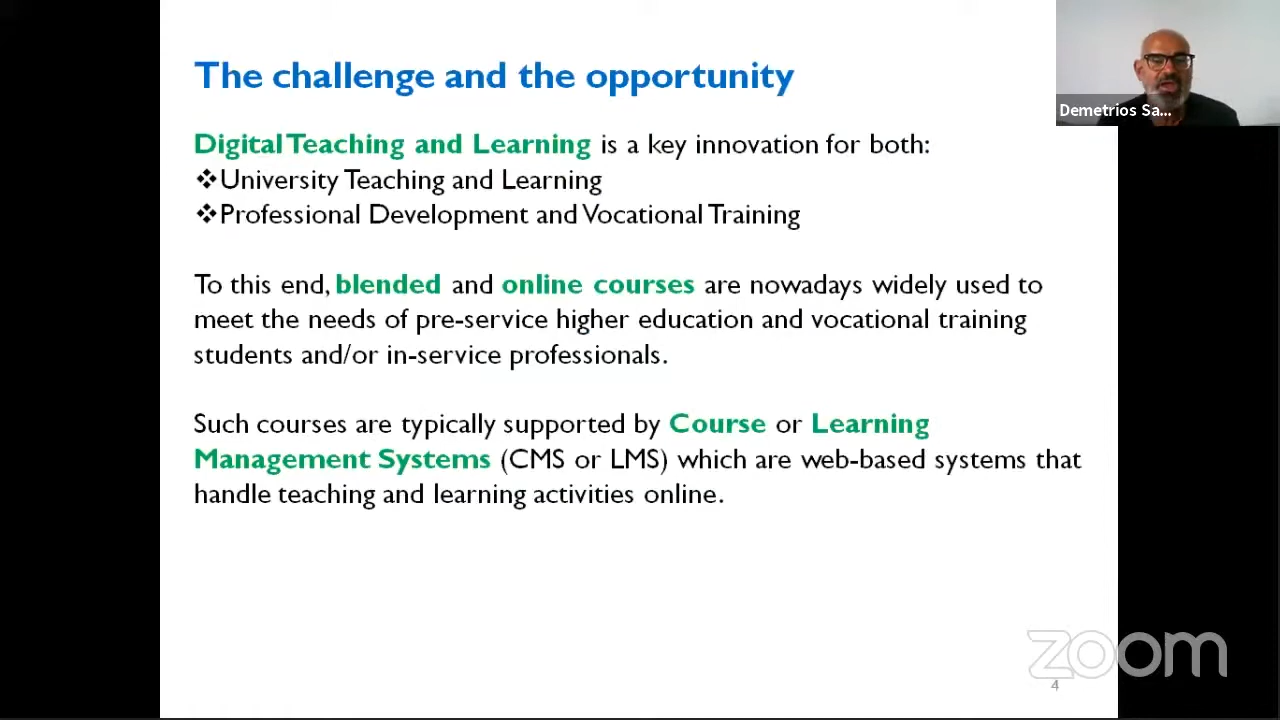 The challenge and the opportunity
Demetrios Sa...
Digital Teaching and Learning is a key innovation for both:
❖University Teaching and Learning
❖Professional Development and Vocational Training
To this end, blended and online courses are nowadays widely used to
meet the needs of pre-service higher education and vocational training
students and/or in-service professionals.
Such courses are typically supported by Course or Learning
Management Systems (CMS or LMS) which are web-based systems that
handle teaching and learning activities online.
zoom
4